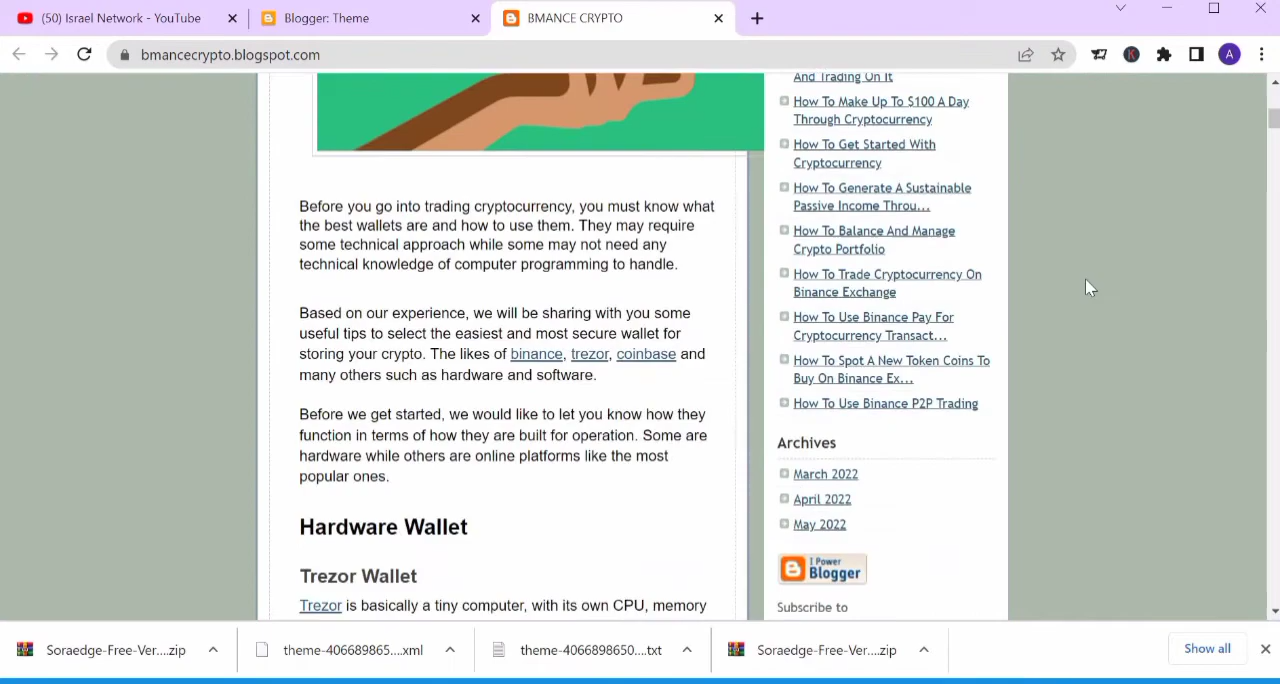 (50) Israel Network - YouTube
Blogger: Theme
BMANCE CRYPTO
bmancecrypto.blogspot.com
K
A
Before you go into trading cryptocurrency, you must know what
the best wallets are and how to use them. They may require
some technical approach while some may not need any
technical knowledge of computer programming to handle.
Based on our experience, we will be sharing with you some
useful tips to select the easiest and most secure wallet for
storing your crypto. The likes of binance, trezor, coinbase and
many others such as hardware and software.
Before we get started, we would like to let you know how they
function in terms of how they are built for operation. Some are
hardware while others are online platforms like the most
popular ones.
Hardware Wallet
Trezor Wallet
Trezor is basically a tiny computer, with its own CPU, memory
And Trading On It
How To Make Up To $100 A Day
Through Cryptocurrency
How To Get Started With
Cryptocurrency
How To Generate A Sustainable
Passive Income Throu...
How To Balance And Manage
Crypto Portfolio
How To Trade Cryptocurrency On
Binance Exchange
How To Use Binance Pay For
Cryptocurrency Transact...
How To Spot A New Token Coins To
Buy On Binance Ex...
How To Use Binance P2P Trading
Archives
March 2022
April 2022
May 2022
I Power
Blogger
Subscribe to
Soraedge-Free-Ver....zip
theme-406689865....xml
theme-4066898650....txt
Soraedge-Free-Ver....zip
Show all